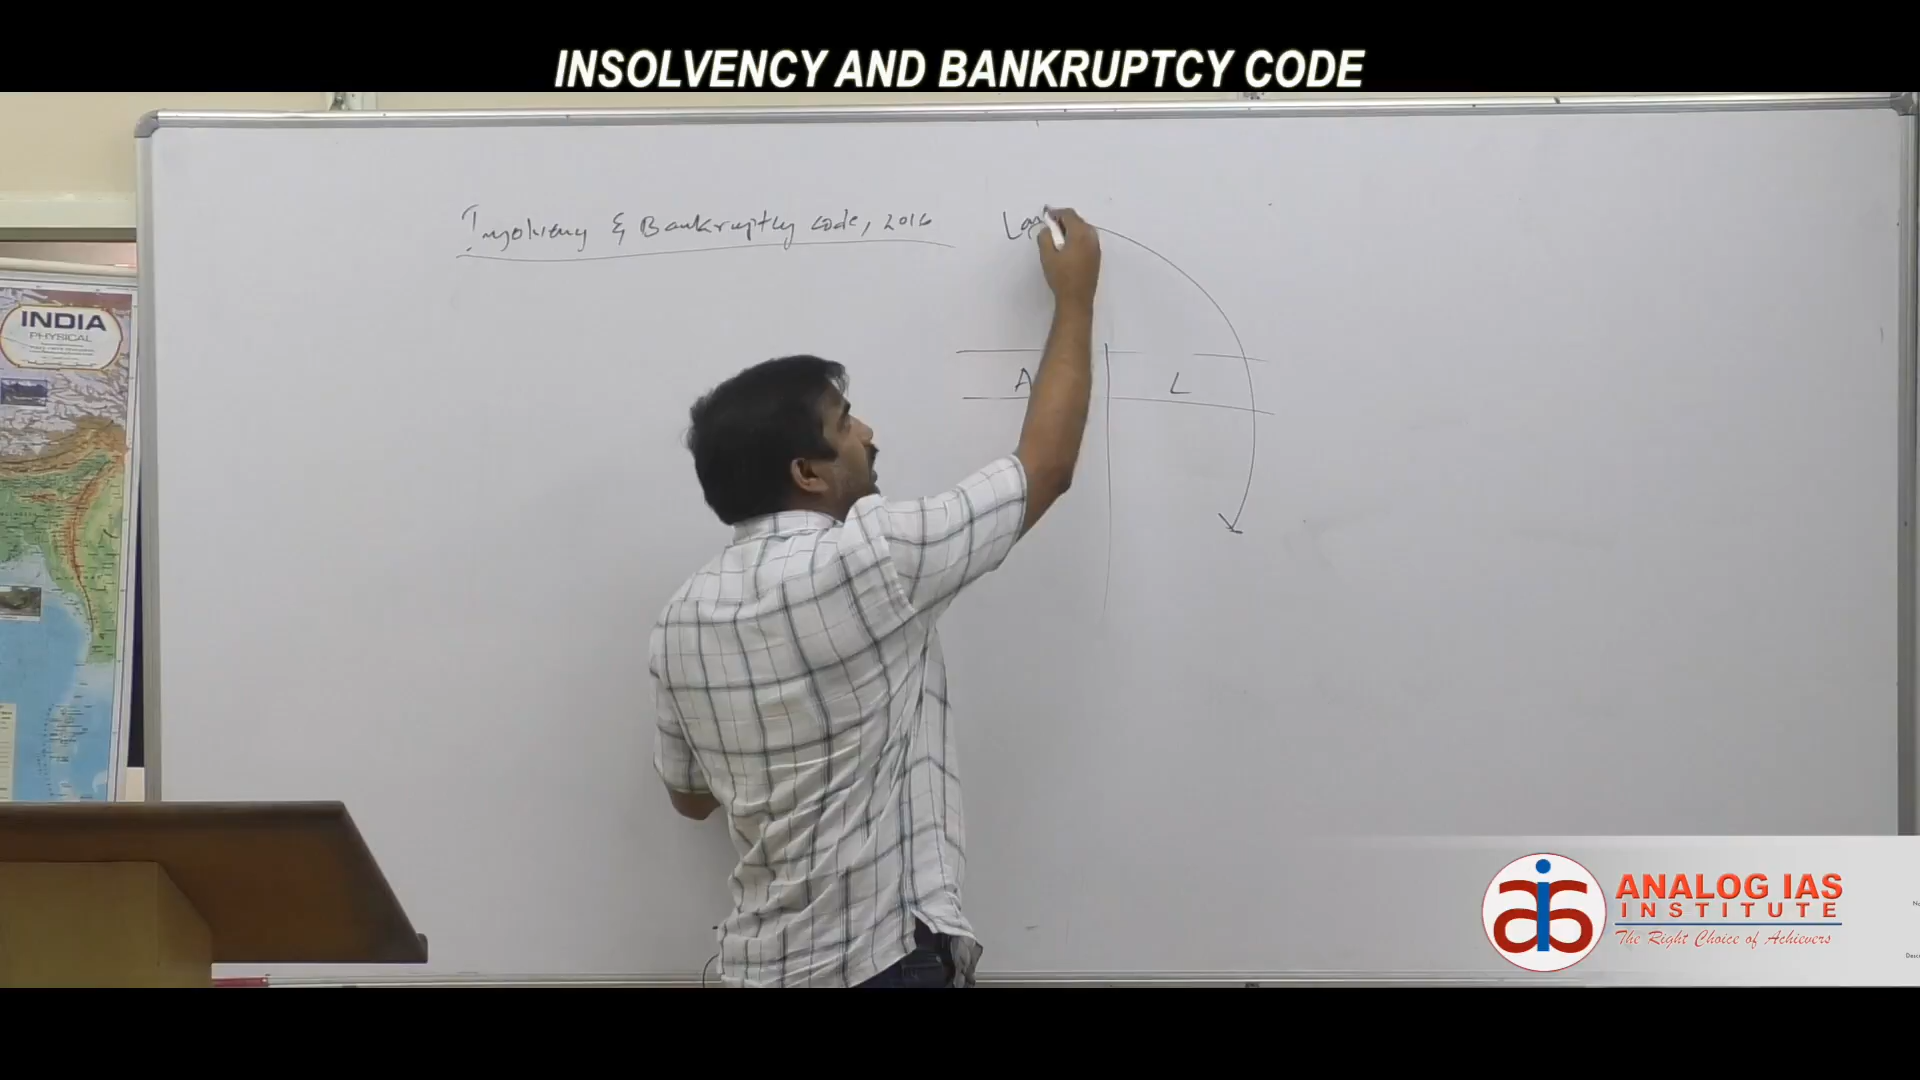 INSOLVENCY AND BANKRUPTCY CODE
Insolvency & Bankruptcy Code, 2016
A
L
INDIA
PHYSICAL
ANALOG IAS
INSTITUTE
The Right Choice of Achievers